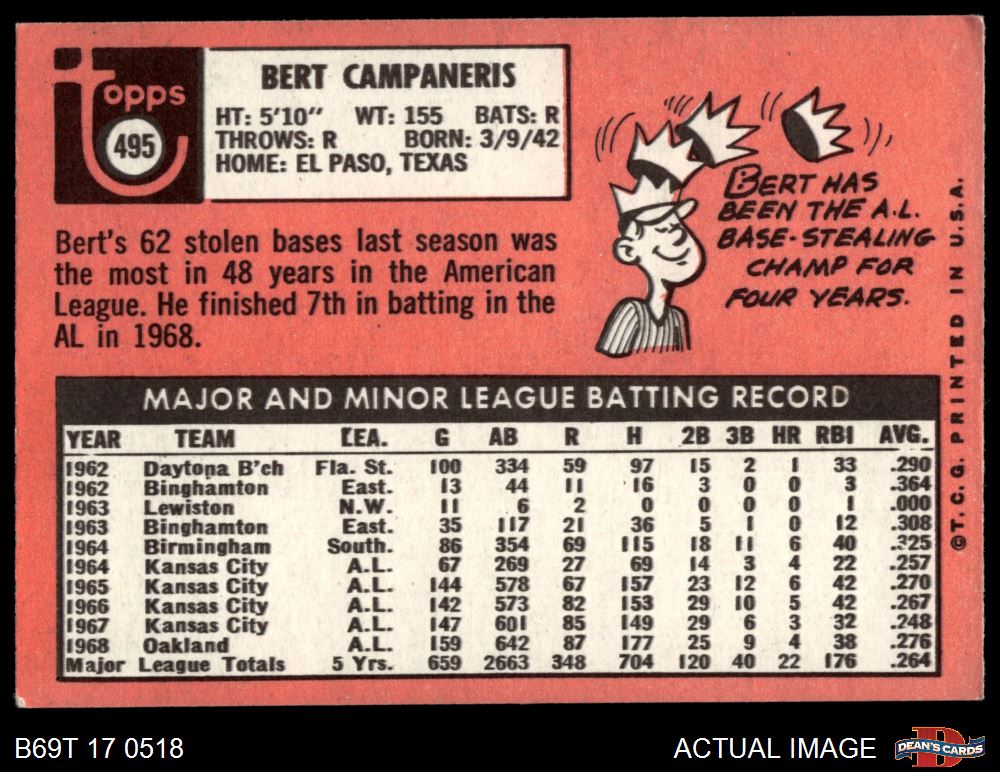 Topps
495
BERT CAMPANERIS
HT: 5'10" WT: 155 BATS: R
THROWS: R BORN: 3/9/42
HOME: EL PASO, TEXAS
Bert's 62 stolen bases last season was
the most in 48 years in the American
League. He finished 7th in batting in the
AL in 1968.
BERT HAS
BEEN THE A.L.
BASE-STEALING
CHAMP FOR
FOUR YEARS.
©T.C.G. PRINTED IN U.S.A.
MAJOR AND MINOR LEAGUE BATTING RECORD
YEAR TEAM LEA. G AB R H 2B 3B HR RBI AVG.
1962 Daytona B'ch Fla. St. 100 334 59 97 15 2 1 33 .290
1962 Binghamton East. 13 44 11 16 3 0 0 3 .364
1963 Lewiston N.W. 11 6 2 0 0 0 0 1 .000
1963 Binghamton East. 35 117 21 36 5 1 0 12 .308
1964 Birmingham South. 86 354 69 115 18 11 6 40 .325
1964 Kansas City A.L. 67 269 27 69 14 3 4 22 .257
1965 Kansas City A.L. 144 578 67 157 23 12 6 42 .270
1966 Kansas City A.L. 142 573 82 153 29 10 5 42 .267
1967 Kansas City A.L. 147 601 85 149 29 6 3 32 .248
1968 Oakland A.L. 159 642 87 177 25 9 4 38 .276
Major League Totals 5 Yrs. 659 2663 348 704 120 40 22 176 .264
B69T 17 0518
ACTUAL IMAGE
DEAN'S CARDS